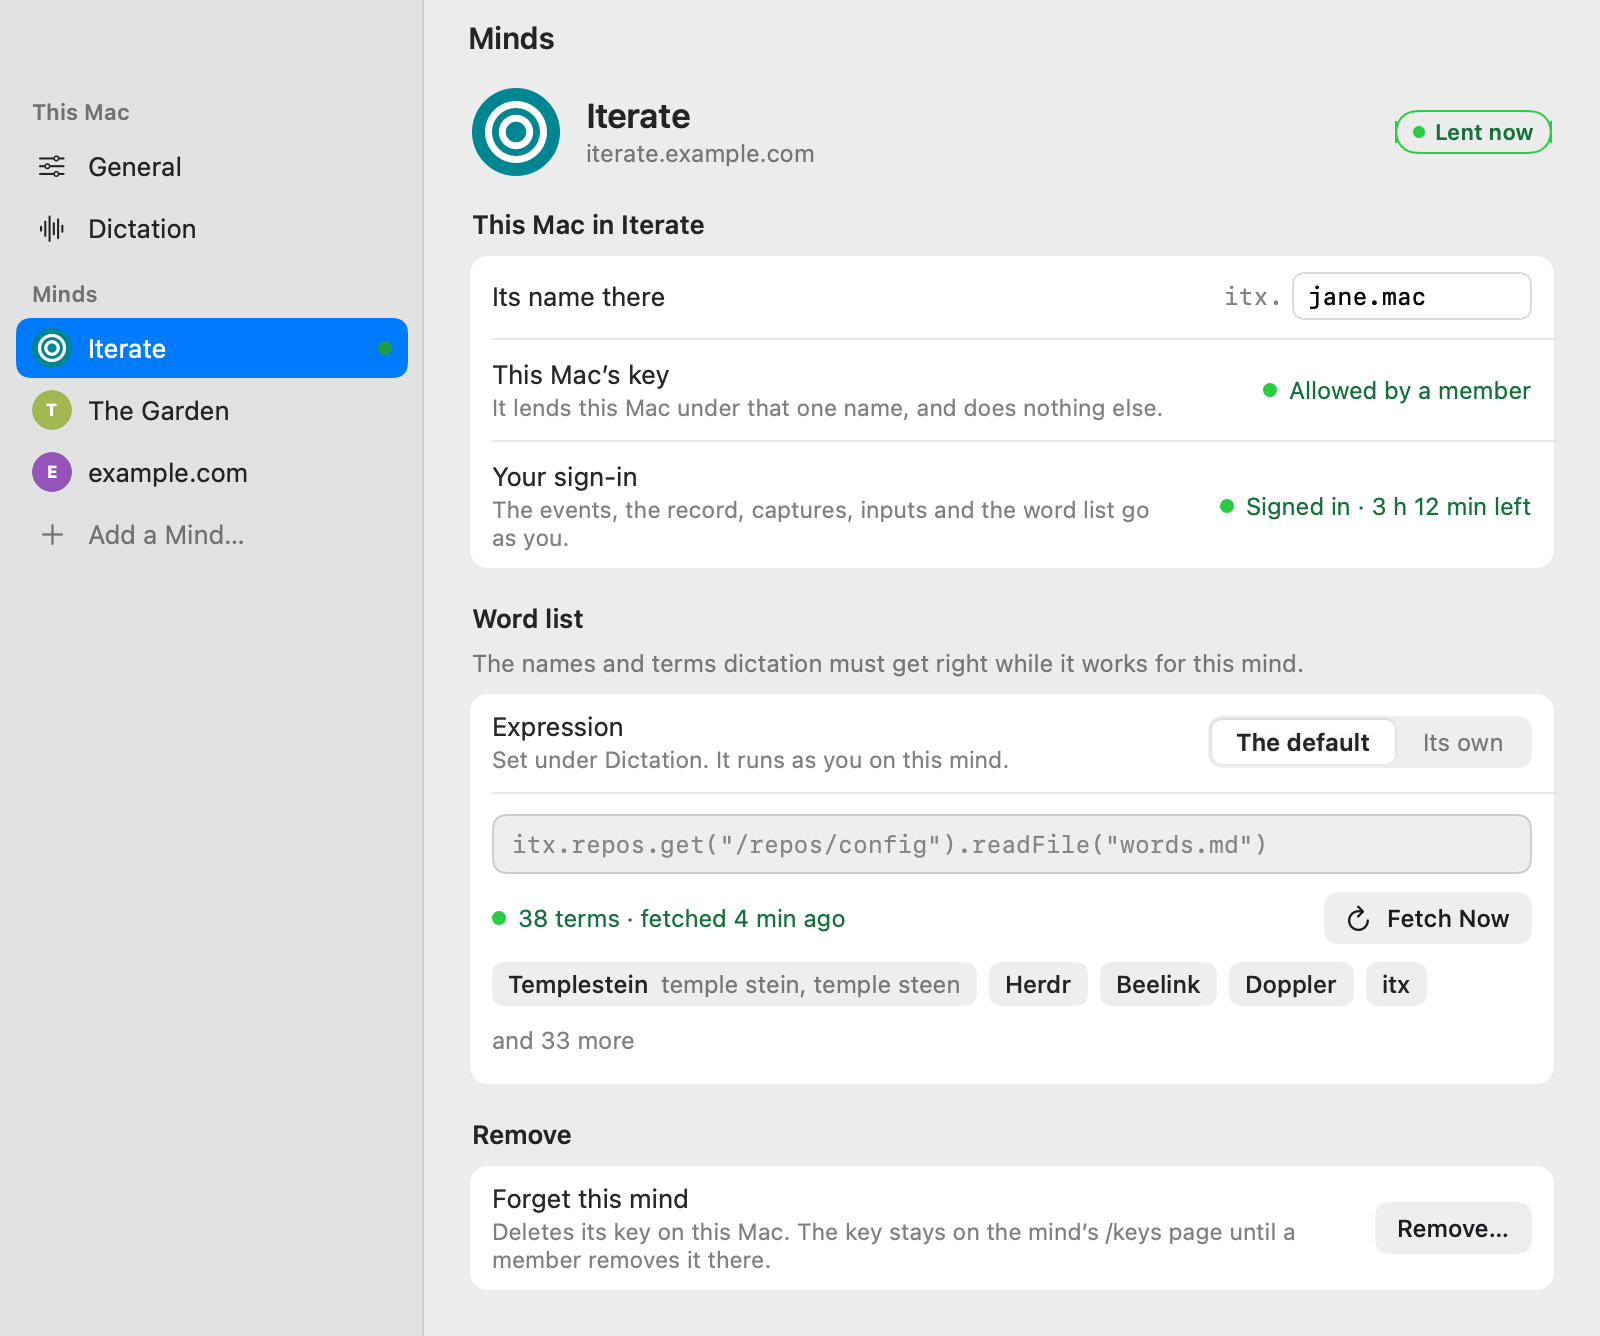 This Mac
General
Dictation
Minds
Iterate
T
The Garden
E
example.com
Add a Mind...
Minds
Iterate
iterate.example.com
Lent now
This Mac in Iterate
Its name there
itx.
jane.mac
This Mac’s key
It lends this Mac under that one name, and does nothing else.
Allowed by a member
Your sign-in
The events, the record, captures, inputs and the word list go
as you.
Signed in · 3 h 12 min left
Word list
The names and terms dictation must get right while it works for this mind.
Expression
Set under Dictation. It runs as you on this mind.
The default
Its own
itx.repos.get("/repos/config").readFile("words.md")
38 terms · fetched 4 min ago
Fetch Now
Templestein temple stein, temple steen
Herdr
Beelink
Doppler
itx
and 33 more
Remove
Forget this mind
Deletes its key on this Mac. The key stays on the mind’s /keys page until a
member removes it there.
Remove...